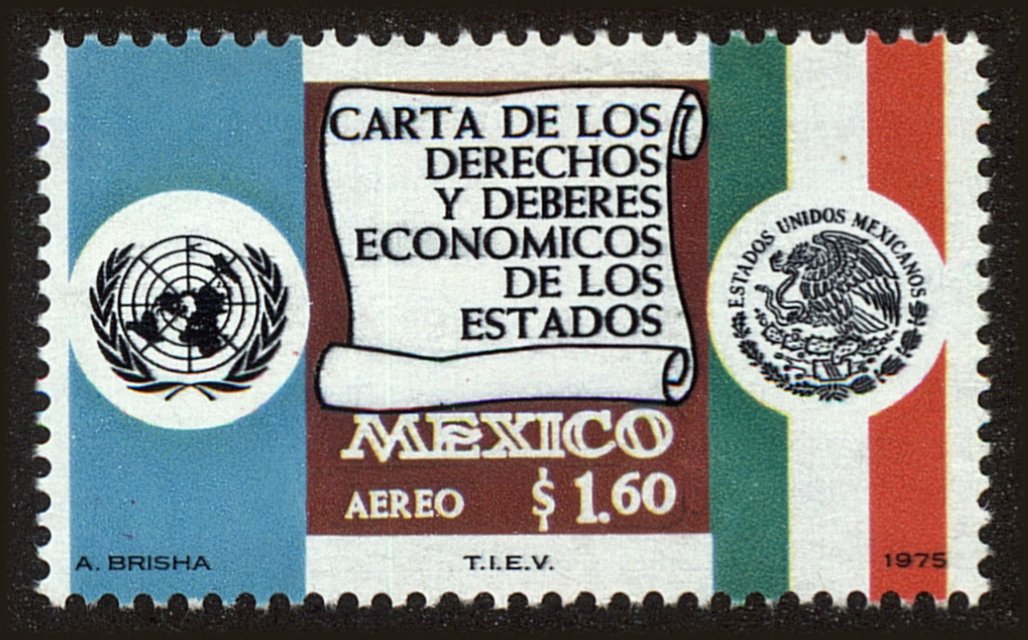 CARTA DE LOS
DERECHOS
Y DEBERES
ECONOMICOS
DE LOS
ESTADOS
ESTADOS UNIDOS MEXICANOS
MEXICO
AEREO $1.60
A. BRISHA
T.I.E.V.
1975